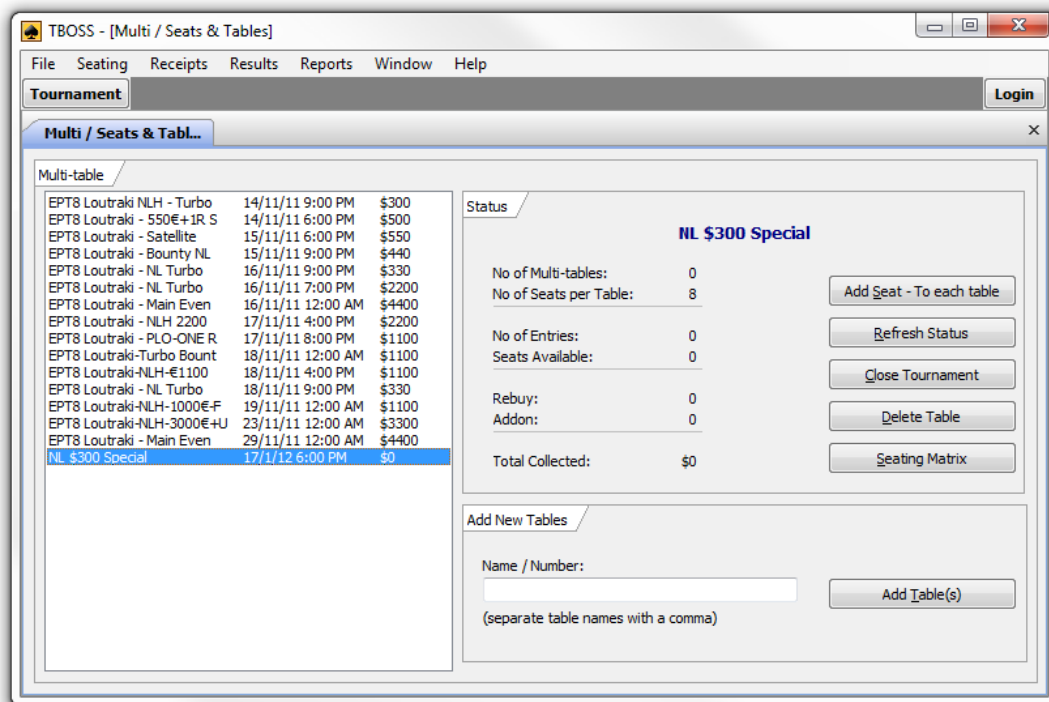 TBOSS - [Multi / Seats & Tables]
File Seating Receipts Results Reports Window Help
Tournament Login
Multi / Seats & Tabl...
Multi-table
EPT8 Loutraki NLH - Turbo 14/11/11 9:00 PM $300
EPT8 Loutraki - 550€+1R S 14/11/11 6:00 PM $500
EPT8 Loutraki - Satellite 15/11/11 6:00 PM $550
EPT8 Loutraki - Bounty NL 15/11/11 9:00 PM $440
EPT8 Loutraki - NL Turbo 16/11/11 9:00 PM $330
EPT8 Loutraki - NL Turbo 16/11/11 7:00 PM $2200
EPT8 Loutraki - Main Even 16/11/11 12:00 AM $4400
EPT8 Loutraki - NLH 2200 17/11/11 4:00 PM $2200
EPT8 Loutraki - PLO-ONE R 17/11/11 8:00 PM $1100
EPT8 Loutraki-Turbo Bount 18/11/11 12:00 AM $1100
EPT8 Loutraki-NLH-€1100 18/11/11 4:00 PM $1100
EPT8 Loutraki - NL Turbo 18/11/11 9:00 PM $330
EPT8 Loutraki-NLH-1000€-F 19/11/11 12:00 AM $1100
EPT8 Loutraki-NLH-3000€+U 23/11/11 12:00 AM $3300
EPT8 Loutraki - Main Even 29/11/11 12:00 AM $4400
NL $300 Special 17/1/12 6:00 PM $0
Status
NL $300 Special
No of Multi-tables: 0
No of Seats per Table: 8
No of Entries: 0
Seats Available: 0
Rebuy: 0
Addon: 0
Total Collected: $0
Add Seat - To each table
Refresh Status
Close Tournament
Delete Table
Seating Matrix
Add New Tables
Name / Number:
Add Table(s)
(separate table names with a comma)